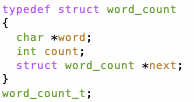 typedef struct word_count
{
  char *word;
  int count;
  struct word_count *next;
}
word_count_t;